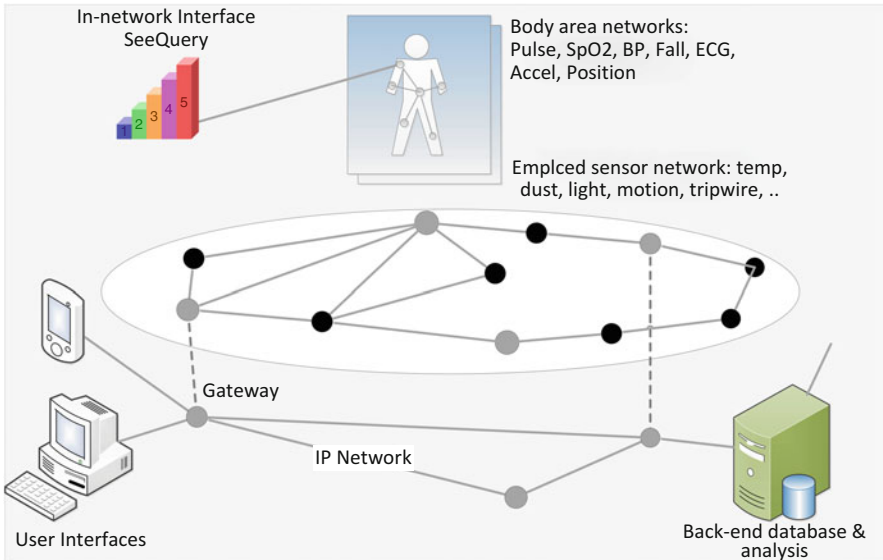 In-network Interface
SeeQuery
1
2
3
4
5
Body area networks:
Pulse, SpO2, BP, Fall, ECG,
Accel, Position
Emplced sensor network: temp,
dust, light, motion, tripwire, ..
Gateway
IP Network
User Interfaces
Back-end database &
analysis